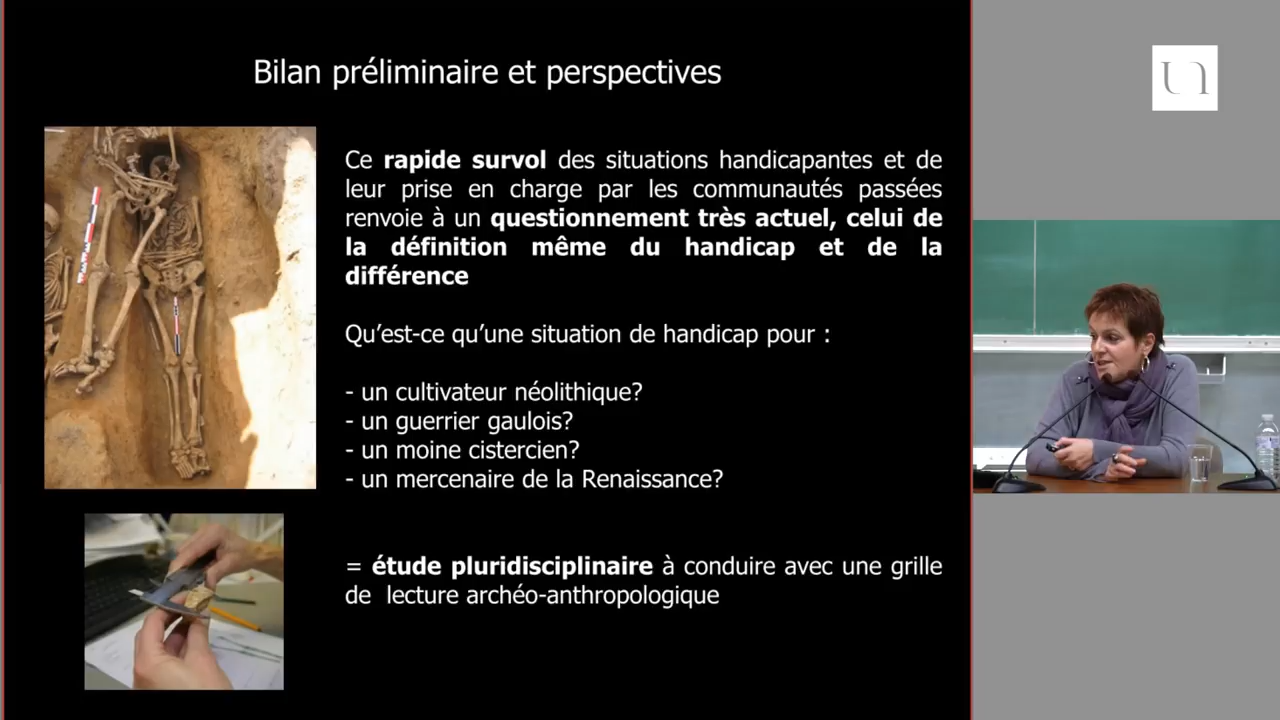 Bilan préliminaire et perspectives
Ce rapide survol des situations handicapantes et de
leur prise en charge par les communautés passées
renvoie à un questionnement très actuel, celui de
la définition même du handicap et de la
différence
Qu’est-ce qu’une situation de handicap pour :
- un cultivateur néolithique?
- un guerrier gaulois?
- un moine cistercien?
- un mercenaire de la Renaissance?
= étude pluridisciplinaire à conduire avec une grille
de lecture archéo-anthropologique